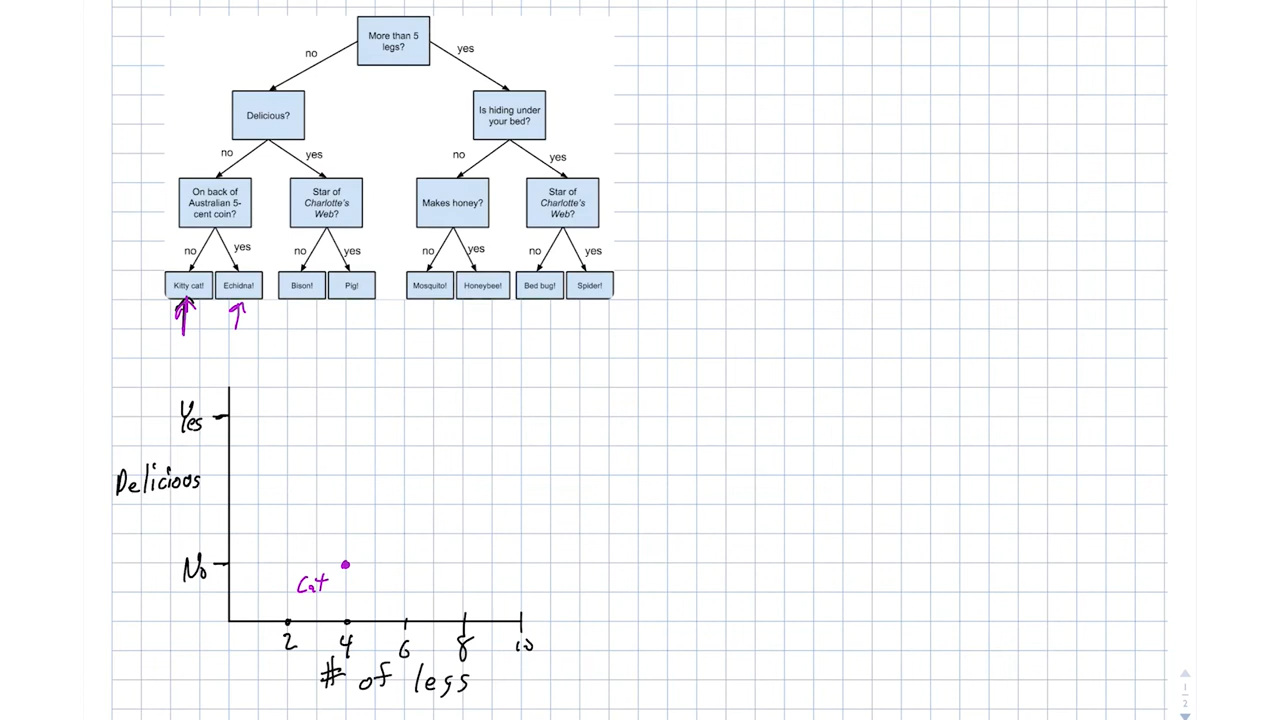 More than 5
legs?
no
yes
Delicious?
Is hiding under
your bed?
no
yes
no
yes
On back of
Australian 5-
cent coin?
Star of
Charlotte's
Web?
Makes honey?
Star of
Charlotte's
Web?
no
yes
no
yes
no
yes
no
yes
Kitty cat!
Echidna!
Bison!
Pig!
Mosquito!
Honeybee!
Bed bug!
Spider!
Yes
Delicious
No
Cat
2
4
6
8
10
# of legs
1
2